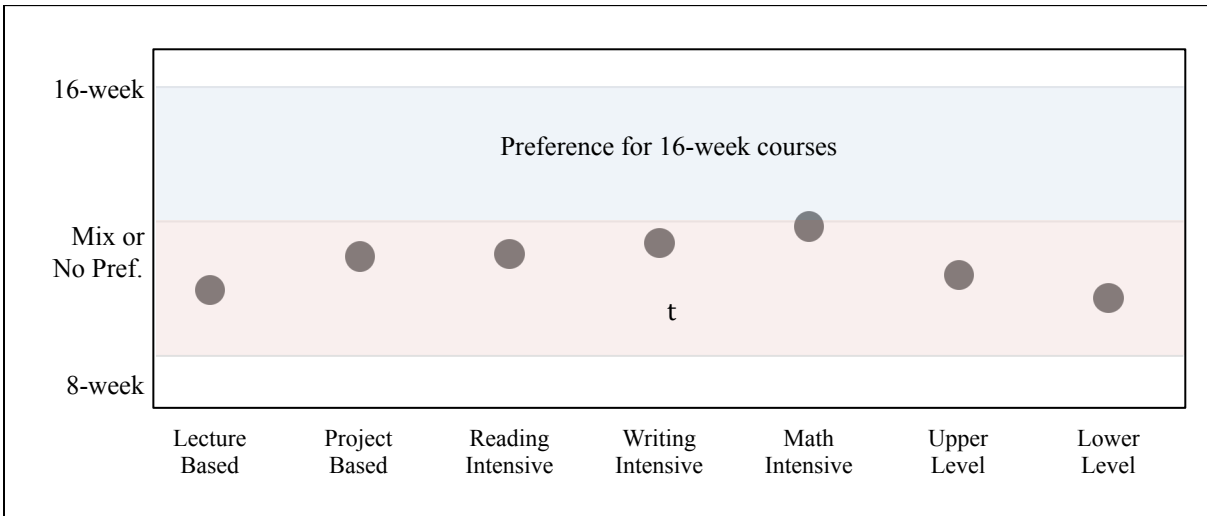 16-week
Preference for 16-week courses
Mix or
No Pref.
t
8-week
Lecture
Based
Project
Based
Reading
Intensive
Writing
Intensive
Math
Intensive
Upper
Level
Lower
Level